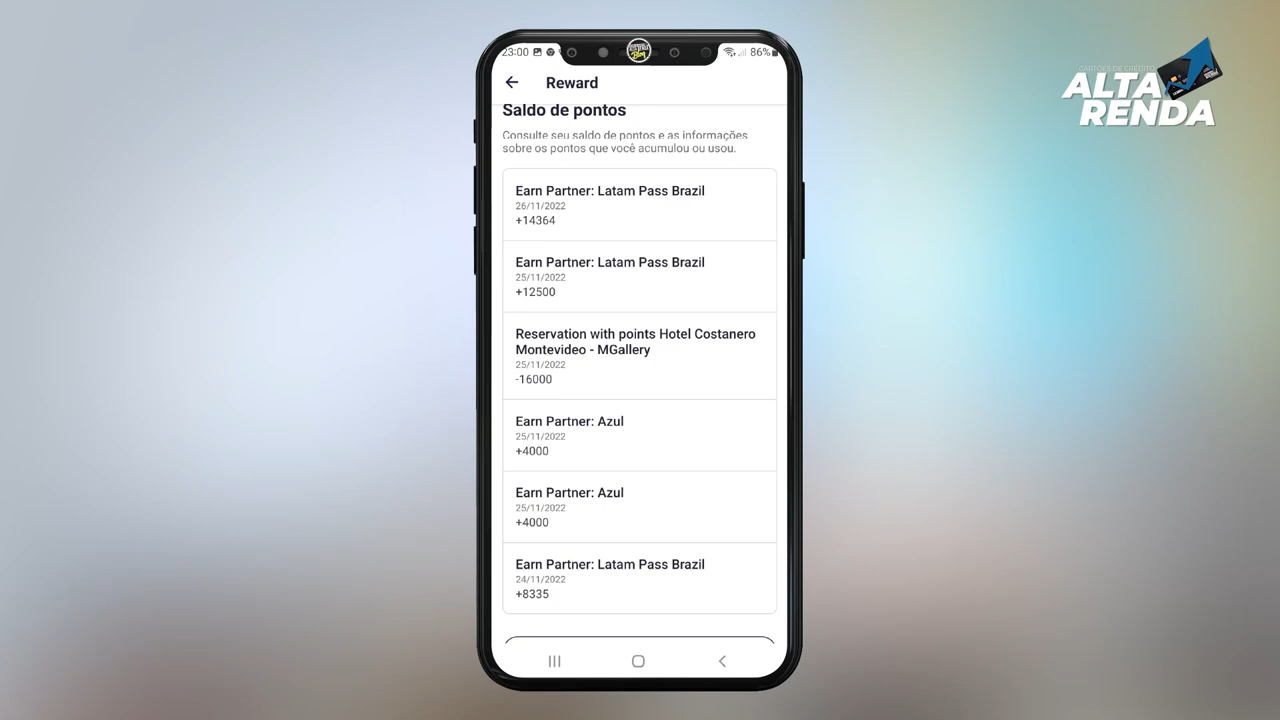 23:00
86%
Reward
Saldo de pontos
Consulte seu saldo de pontos e as informações
sobre os pontos que você acumulou ou usou.
Earn Partner: Latam Pass Brazil
26/11/2022
+14364
Earn Partner: Latam Pass Brazil
25/11/2022
+12500
Reservation with points Hotel Costanero
Montevideo - MGallery
25/11/2022
-16000
Earn Partner: Azul
25/11/2022
+4000
Earn Partner: Azul
25/11/2022
+4000
Earn Partner: Latam Pass Brazil
24/11/2022
+8335
CARTÕES DE CRÉDITO
ALTA
RENDA